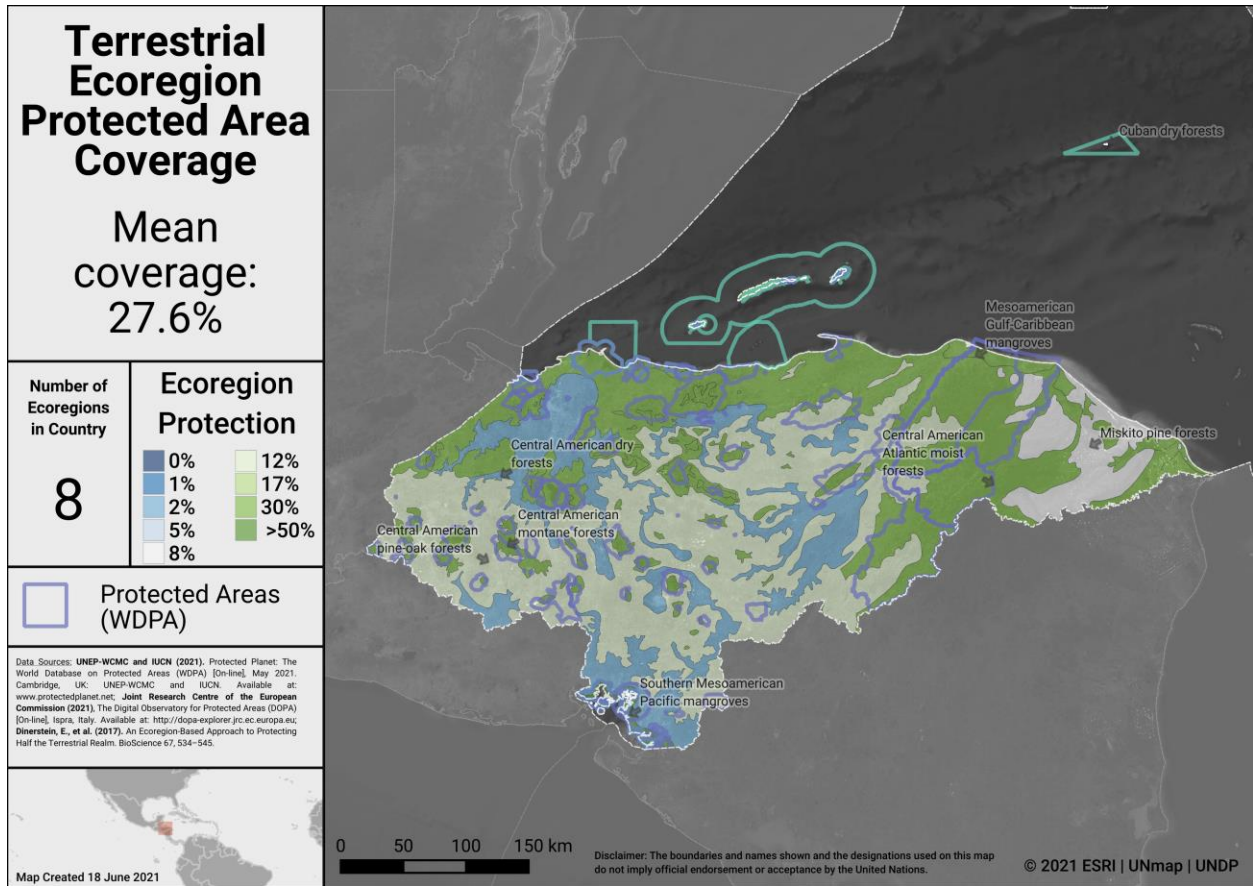 Terrestrial
Ecoregion
Protected Area
Coverage
Mean
coverage:
27.6%
Number of
Ecoregions
in Country
8
Ecoregion
Protection
0%
1%
2%
5%
8%
12%
17%
30%
>50%
Protected Areas
(WDPA)
Data Sources: UNEP-WCMC and IUCN (2021). Protected Planet: The
World Database on Protected Areas (WDPA) [On-line], May 2021.
Cambridge, UK: UNEP-WCMC and IUCN. Available at:
www.protectedplanet.net; Joint Research Centre of the European
Commission (2021), The Digital Observatory for Protected Areas (DOPA)
[On-line], Ispra, Italy. Available at: http://dopa-explorer.jrc.ec.europa.eu;
Dinerstein, E., et al. (2017). An Ecoregion-Based Approach to Protecting
Half the Terrestrial Realm. BioScience 67, 534–545.
Map Created 18 June 2021
Cuban dry forests
Mesoamerican
Gulf-Caribbean
mangroves
Miskito pine forests
Central American
Atlantic moist
forests
Central American dry
forests
Central American
montane forests
Central American
pine-oak forests
Southern Mesoamerican
Pacific mangroves
0 50 100 150 km
Disclaimer: The boundaries and names shown and the designations used on this map
do not imply official endorsement or acceptance by the United Nations.
© 2021 ESRI | UNmap | UNDP